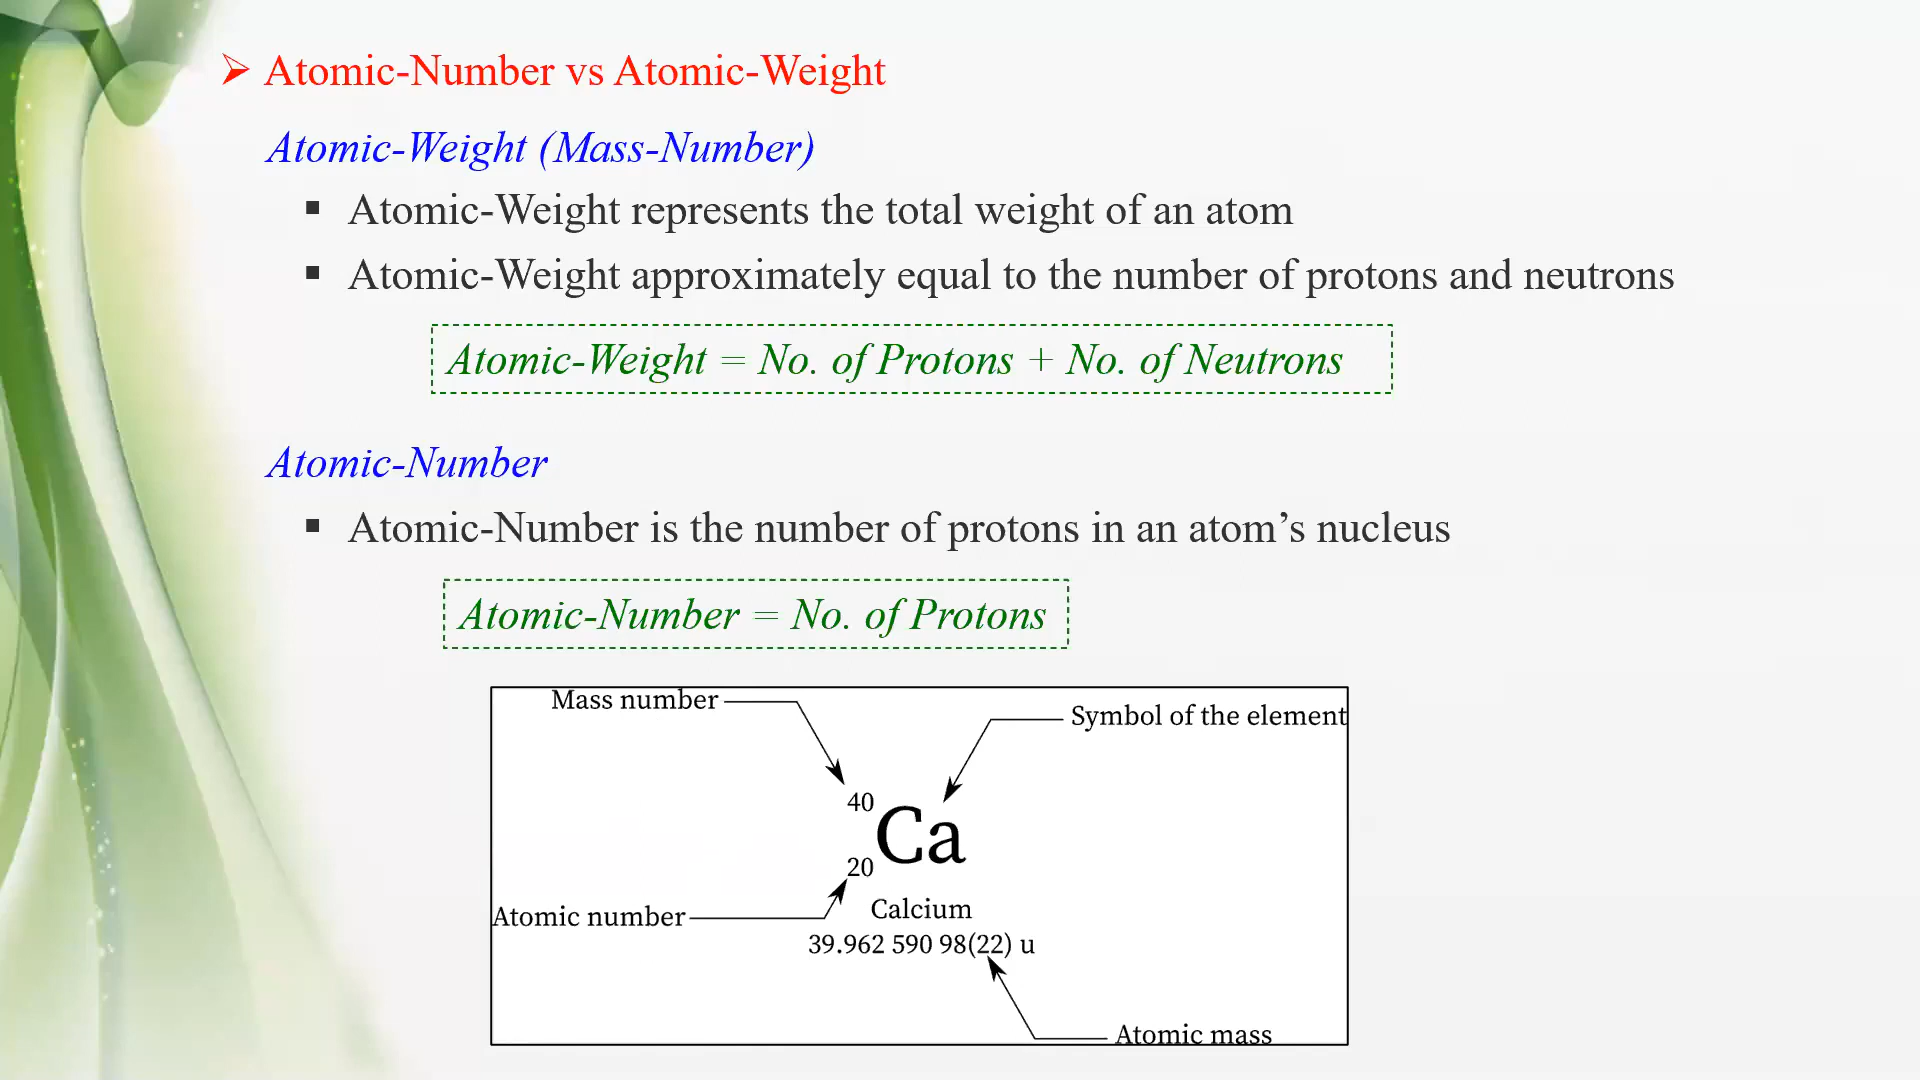 Atomic-Number vs Atomic-Weight
Atomic-Weight (Mass-Number)
Atomic-Weight represents the total weight of an atom
Atomic-Weight approximately equal to the number of protons and neutrons
Atomic-Weight = No. of Protons + No. of Neutrons
Atomic-Number
Atomic-Number is the number of protons in an atom’s nucleus
Atomic-Number = No. of Protons
Mass number
Symbol of the element
40
Ca
20
Atomic number
Calcium
39.962 590 98(22) u
Atomic mass